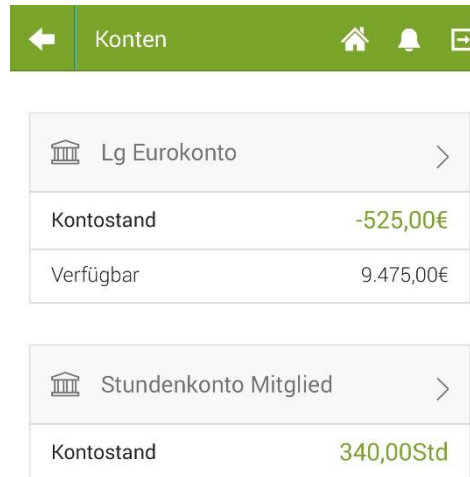 Konten
Lg Eurokonto
Kontostand -525,00€
Verfügbar 9.475,00€
Stundenkonto Mitglied
Kontostand 340,00Std